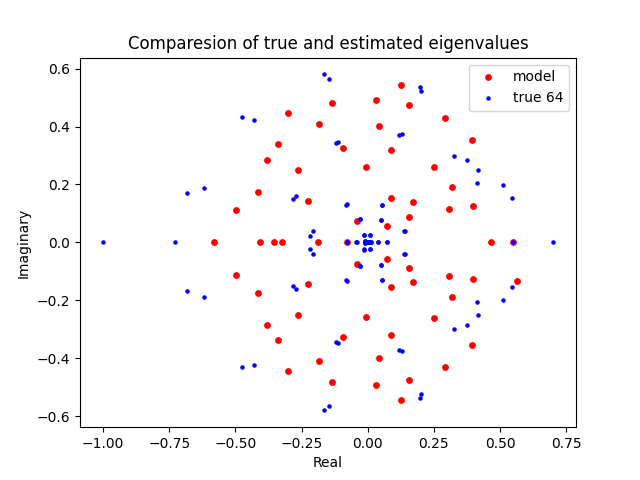 Comparesion of true and estimated eigenvalues
model
true 64
0.6
0.4
0.2
0.0
−0.2
−0.4
−0.6
Imaginary
−1.00 −0.75 −0.50 −0.25 0.00 0.25 0.50 0.75
Real